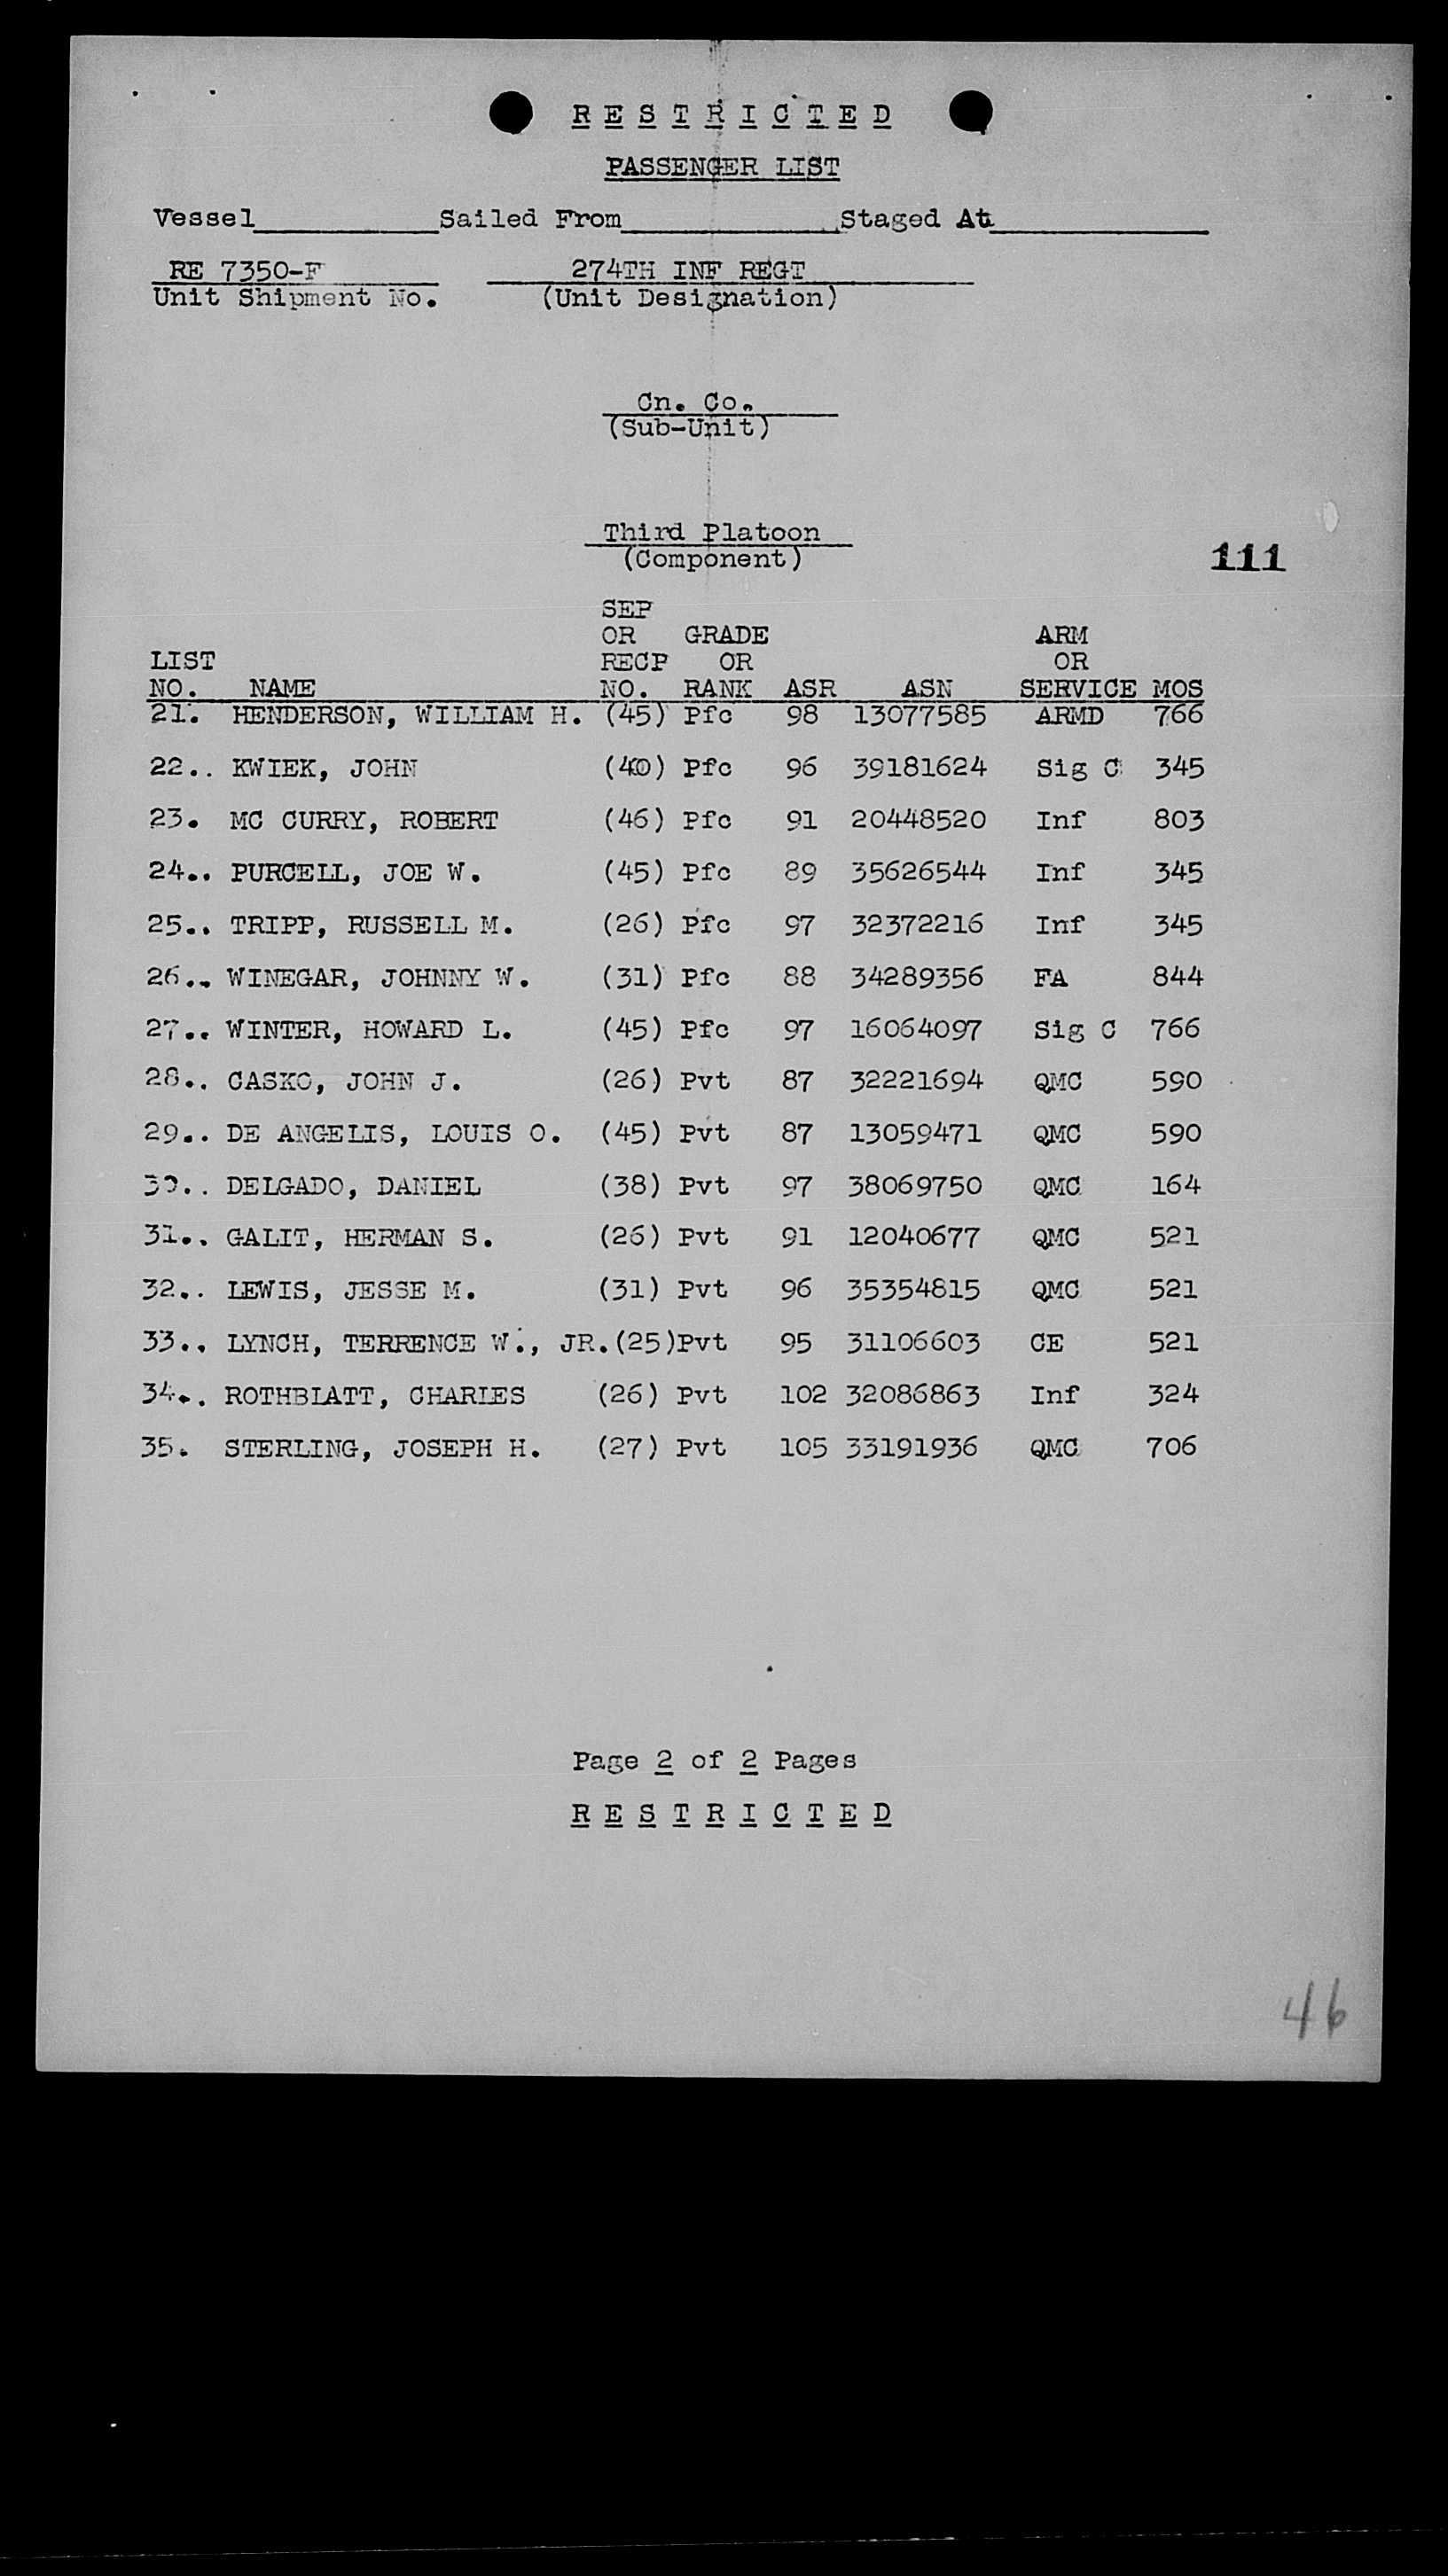 R E S T R I C T E D
PASSENGER LIST
Vessel Sailed From Staged At
RE 7350-F 274TH INF REGT
Unit Shipment No. (Unit Designation)
Cn. Co.
(Sub-Unit)
Third Platoon
(Component)
111
SEP
OR GRADE ARM
LIST RECP OR OR
NO. NAME NO. RANK ASR ASN SERVICE MOS
21. HENDERSON, WILLIAM H. (45) Pfc 98 13077585 ARMD 766
22.. KWIEK, JOHN (40) Pfc 96 39181624 Sig C 345
23. MC CURRY, ROBERT (46) Pfc 91 20448520 Inf 803
24.. PURCELL, JOE W. (45) Pfc 89 35626544 Inf 345
25.. TRIPP, RUSSELL M. (26) Pfc 97 32372216 Inf 345
26.. WINEGAR, JOHNNY W. (31) Pfc 88 34289356 FA 844
27.. WINTER, HOWARD L. (45) Pfc 97 16064097 Sig C 766
28.. CASKO, JOHN J. (26) Pvt 87 32221694 QMC 590
29.. DE ANGELIS, LOUIS O. (45) Pvt 87 13059471 QMC 590
30.. DELGADO, DANIEL (38) Pvt 97 38069750 QMC 164
31.. GALIT, HERMAN S. (26) Pvt 91 12040677 QMC 521
32.. LEWIS, JESSE M. (31) Pvt 96 35354815 QMC 521
33.. LYNCH, TERRENCE W., JR.(25)Pvt 95 31106603 CE 521
34.. ROTHBLATT, CHARLES (26) Pvt 102 32086863 Inf 324
35. STERLING, JOSEPH H. (27) Pvt 105 33191936 QMC 706
Page 2 of 2 Pages
R E S T R I C T E D
46